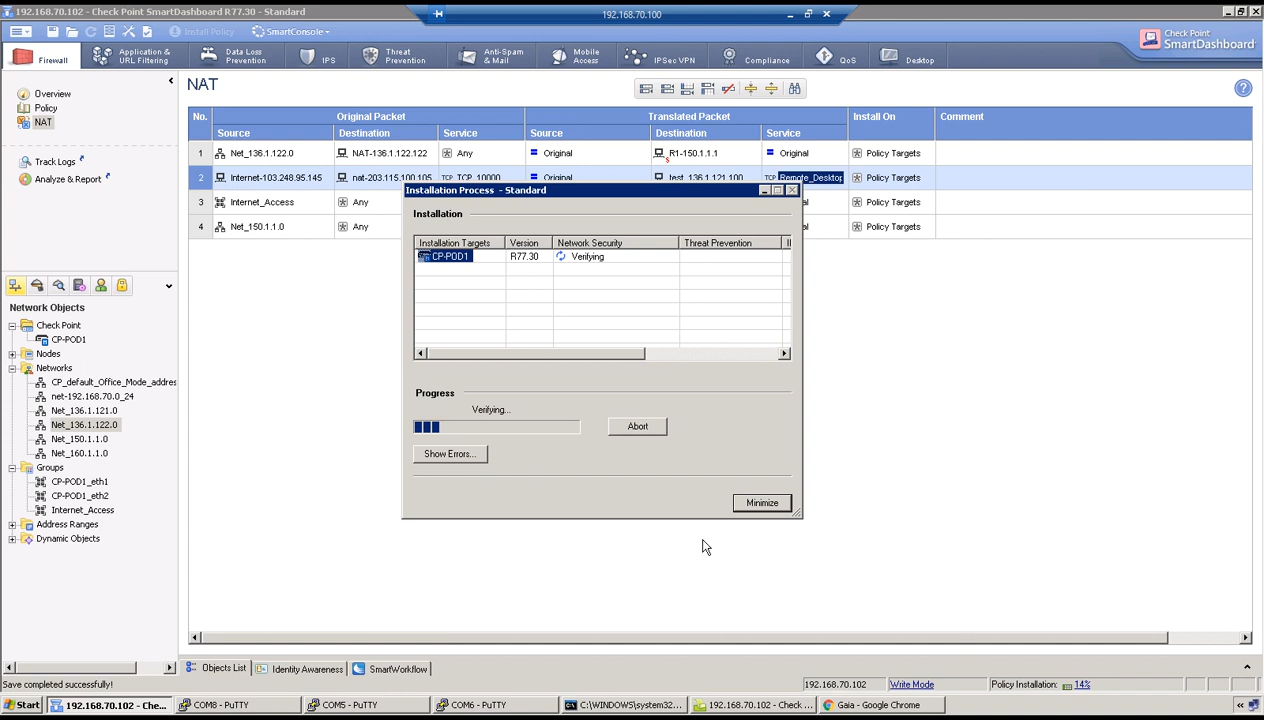 192.168.70.102 - Check Point SmartDashboard R77.30 - Standard
192.168.70.100
Install Policy
SmartConsole
Firewall
Application & URL Filtering
Data Loss Prevention
IPS
Threat Prevention
Anti-Spam & Mail
Mobile Access
IPSec VPN
Compliance
QoS
Desktop
Check Point
SmartDashboard
Overview
Policy
NAT
Track Logs
Analyze & Report
NAT
No. Original Packet Translated Packet Install On Comment
Source Destination Service Source Destination Service
1 Net_136.1.122.0 NAT-136.1.122.122 Any Original R1-150.1.1.1 Original Policy Targets
2 Internet-103.248.95.145 nat-203.115.100.105 TCP TCP_10000 Original test_136.1.121.100 TCP Remote_Desktop Policy Targets
3 Internet_Access Any Policy Targets
4 Net_150.1.1.0 Any Policy Targets
Installation Process - Standard
Installation
Installation Targets Version Network Security Threat Prevention
CP-POD1 R77.30 Verifying
Progress
Verifying...
Abort
Show Errors...
Minimize
Network Objects
Check Point
CP-POD1
Nodes
Networks
CP_default_Office_Mode_addres
net-192.168.70.0_24
Net_136.1.121.0
Net_136.1.122.0
Net_150.1.1.0
Net_160.1.1.0
Groups
CP-POD1_eth1
CP-POD1_eth2
Internet_Access
Address Ranges
Dynamic Objects
Objects List Identity Awareness SmartWorkflow
Save completed successfully! 192.168.70.102 Write Mode Policy Installation: 14%
Start 192.168.70.102 - Che... COM8 - PuTTY COM5 - PuTTY COM6 - PuTTY C:\WINDOWS\system32... 192.168.70.102 - Check ... Gaia - Google Chrome